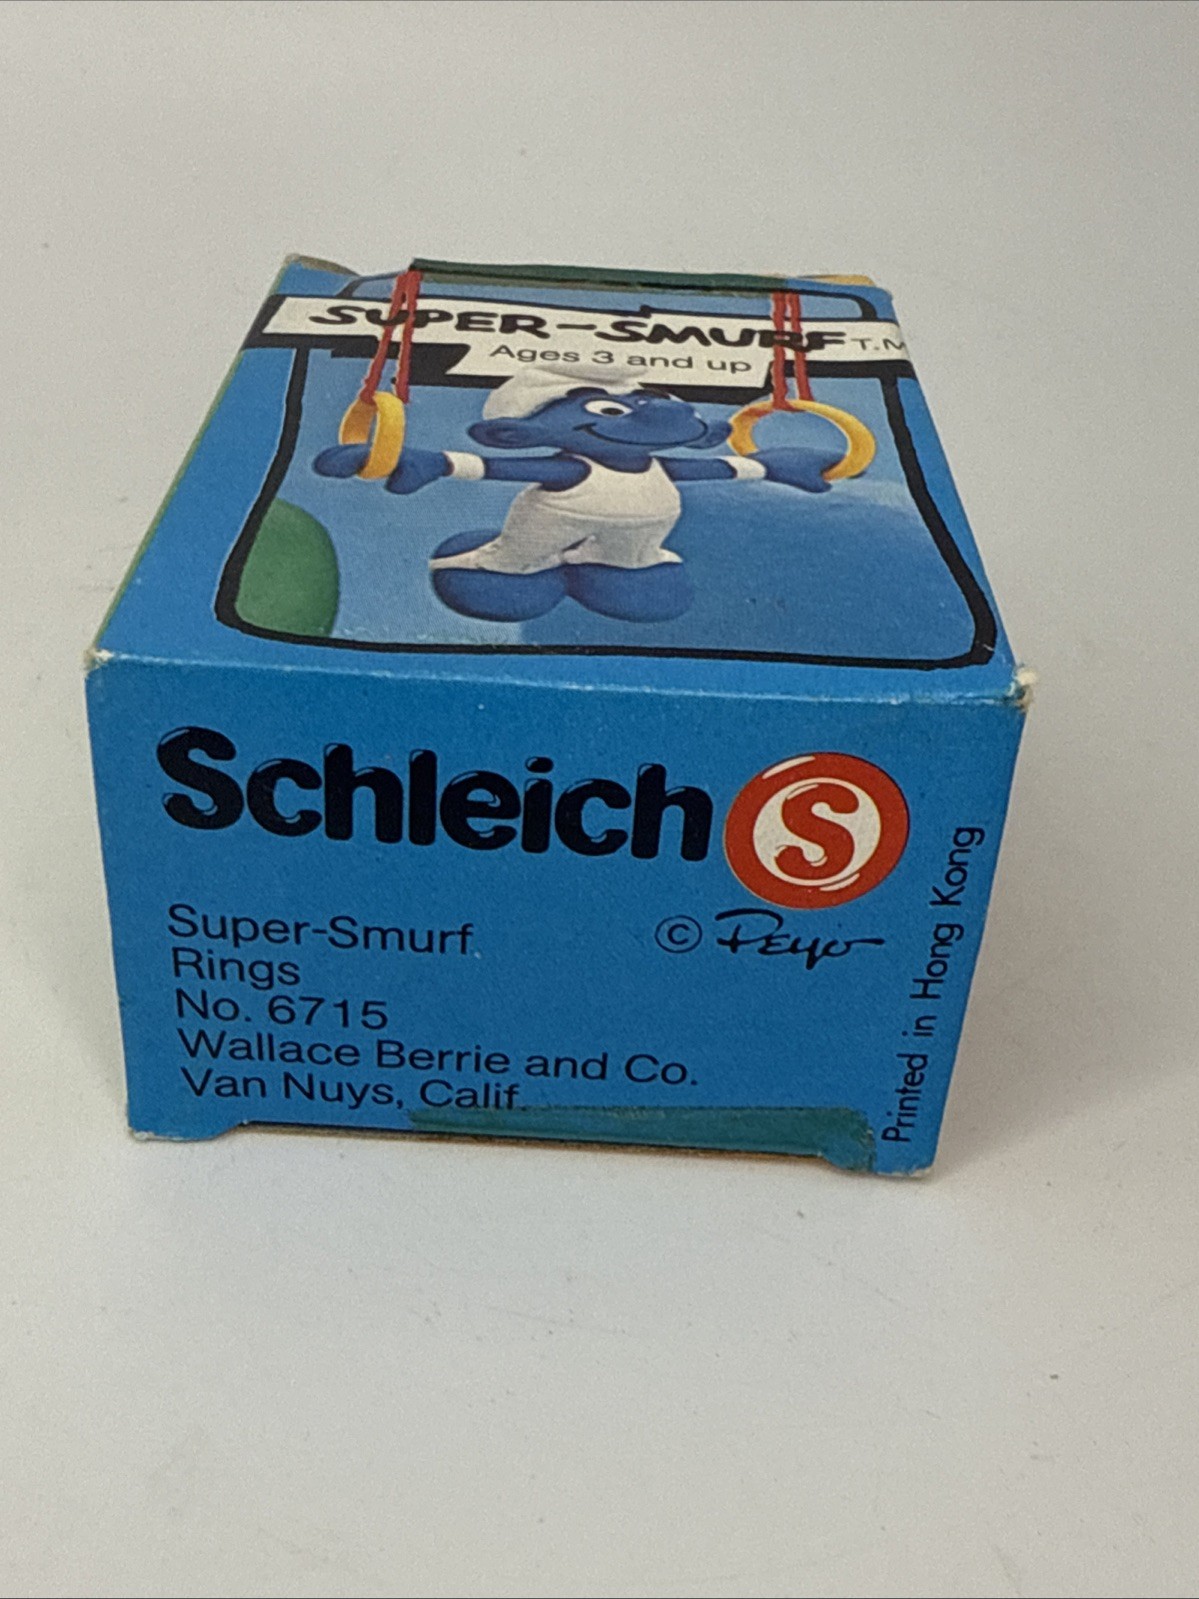 SUPER-SMURF T.M
Ages 3 and up
Schleich S
Super-Smurf
Rings
No. 6715
Wallace Berrie and Co.
Van Nuys, Calif.
© Peyo
Printed in Hong Kong